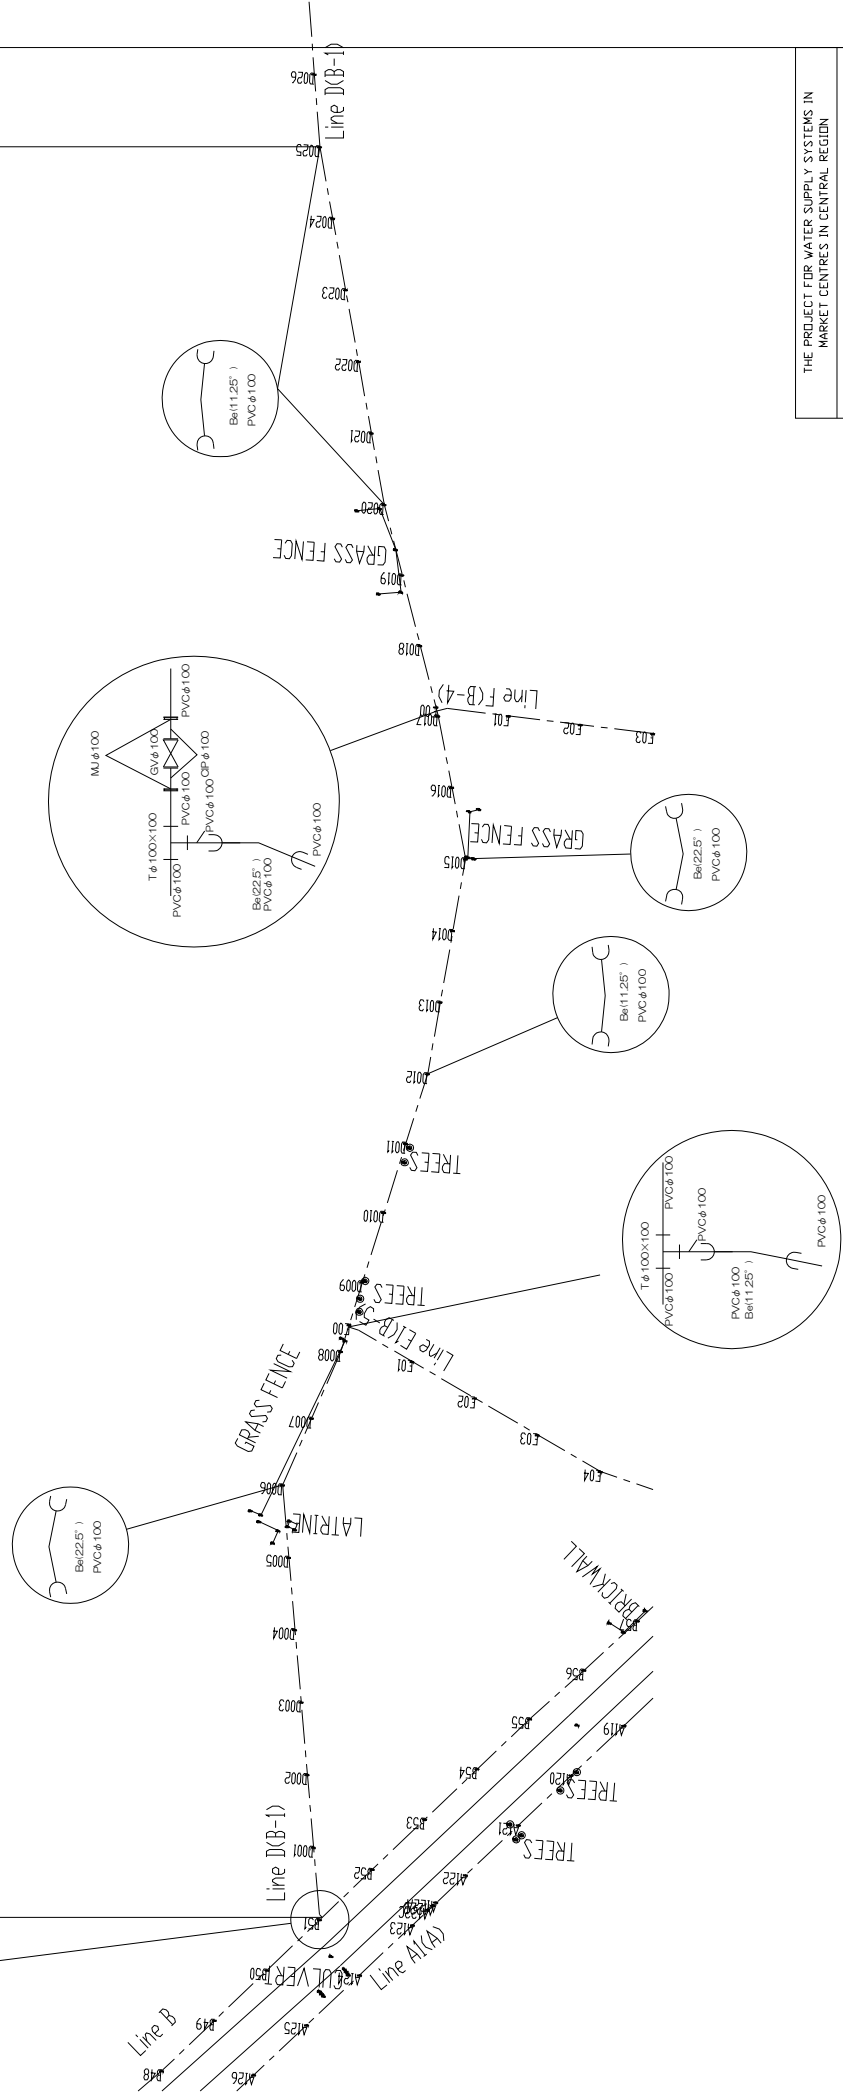 D026
Line D(B-1)
D025
THE PROJECT FOR WATER SUPPLY SYSTEMS IN
MARKET CENTRES IN CENTRAL REGION
D024
D023
D022
Be(11.25°)
PVCφ100
D021
D020
GRASS FENCE
D019
D018
F00
D017
Line F(B-4)
F01
F02
F03
MJφ100
GVφ100
CIPφ100
PVCφ100
PVCφ100
PVCφ100
Tφ100×100
PVCφ100
Be(22.5°)
PVCφ100
PVCφ100
D016
GRASS FENCE
D015
Be(22.5°)
PVCφ100
D014
D013
Be(11.25°)
PVCφ100
D012
D011
TREES
D010
D009
TREES
E00
Line E1(B-5)
D008
E01
E02
E03
E04
Tφ100×100
PVCφ100
PVCφ100
PVCφ100
PVCφ100
Be(11.25°)
PVCφ100
GRASS FENCE
D007
D006
Be(22.5°)
PVCφ100
LATRINE
D005
D004
D003
D002
D001
Line D(B-1)
BRICKWALL
B57
B56
B55
B54
B53
B52
B51
B50
B49
B48
Line B
CULVERT
A119
A120
TREES
A121
TREES
A122
A123
A124
Line A1(A)
A125
A126